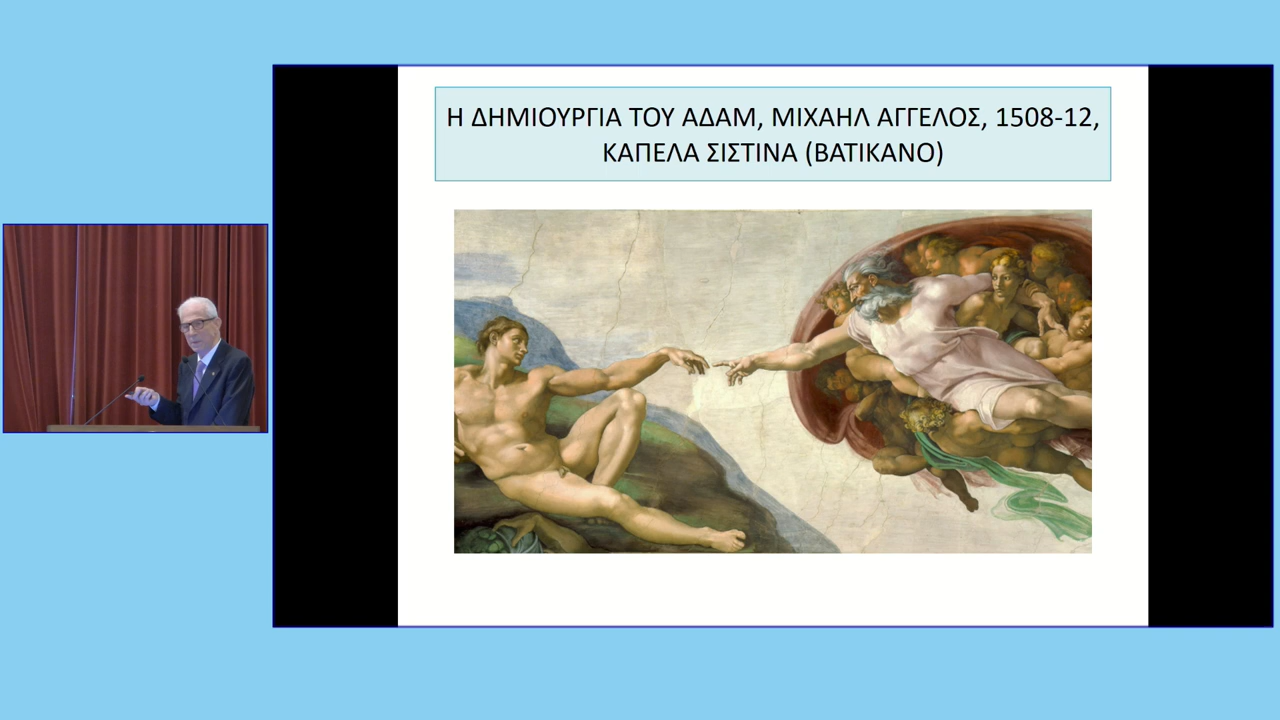 Η ΔΗΜΙΟΥΡΓΙΑ ΤΟΥ ΑΔΑΜ, ΜΙΧΑΗΛ ΑΓΓΕΛΟΣ, 1508-12,
ΚΑΠΕΛΑ ΣΙΣΤΙΝΑ (ΒΑΤΙΚΑΝΟ)